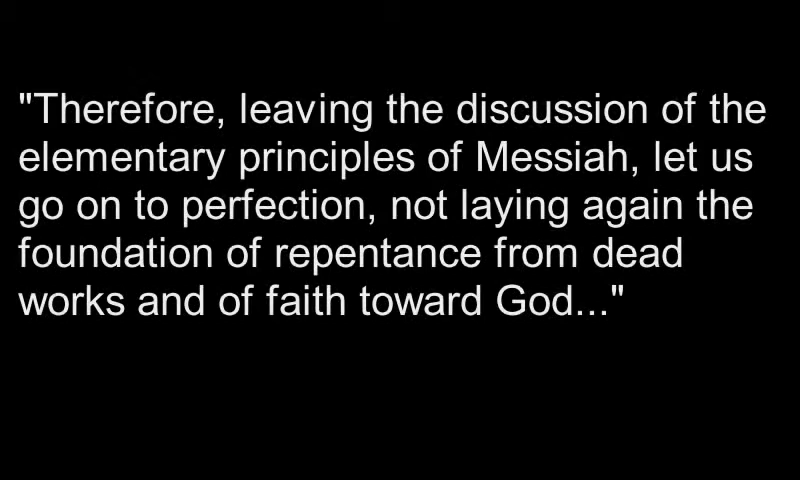 "Therefore, leaving the discussion of the
elementary principles of Messiah, let us
go on to perfection, not laying again the
foundation of repentance from dead
works and of faith toward God..."